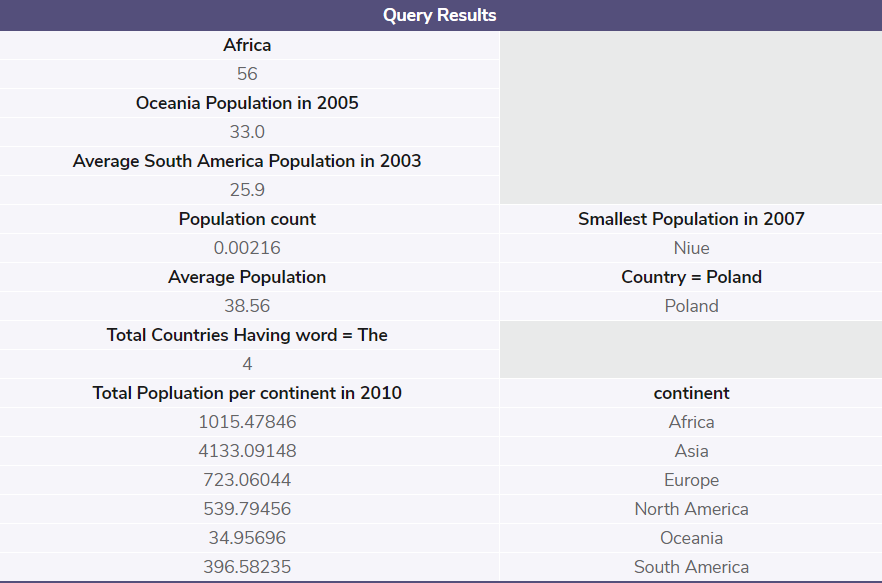 Query Results
Africa
56
Oceania Population in 2005
33.0
Average South America Population in 2003
25.9
Population count Smallest Population in 2007
0.00216 Niue
Average Population Country = Poland
38.56 Poland
Total Countries Having word = The
4
Total Popluation per continent in 2010 continent
1015.47846 Africa
4133.09148 Asia
723.06044 Europe
539.79456 North America
34.95696 Oceania
396.58235 South America